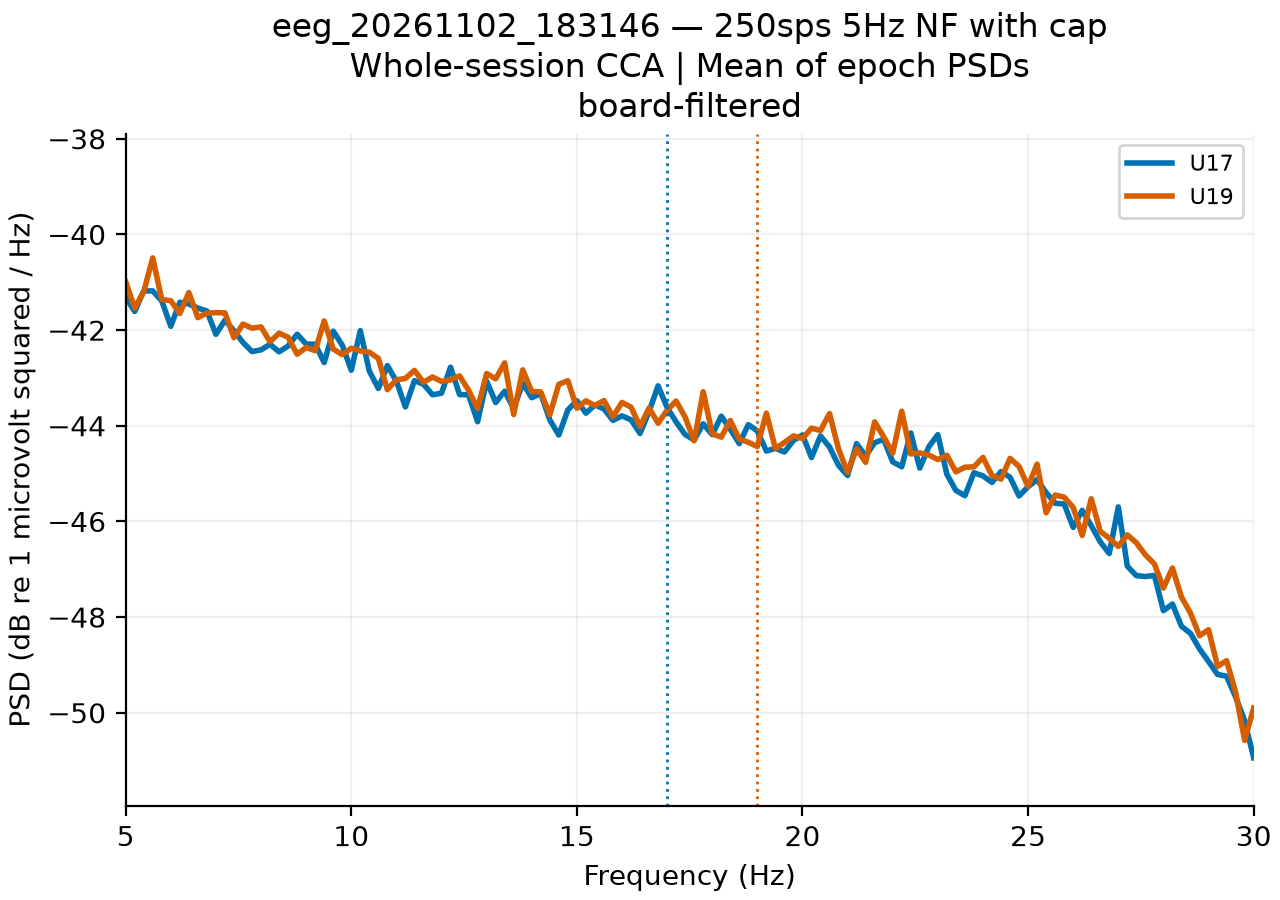 eeg_20261102_183146 — 250sps 5Hz NF with cap
Whole-session CCA | Mean of epoch PSDs
board-filtered
U17
U19
PSD (dB re 1 microvolt squared / Hz)
−38
−40
−42
−44
−46
−48
−50
5
10
15
20
25
30
Frequency (Hz)